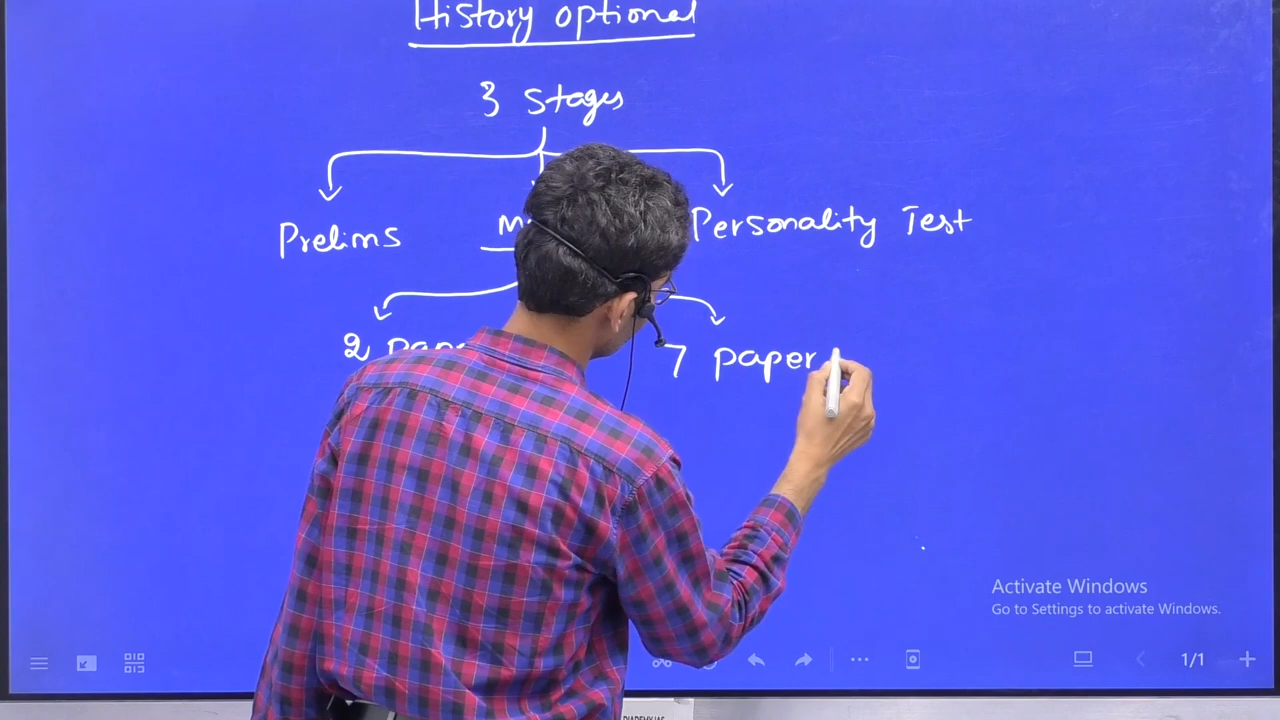 History optional
3 Stages
Prelims Personality Test
2 7 paper
Activate Windows
Go to Settings to activate Windows.
1/1